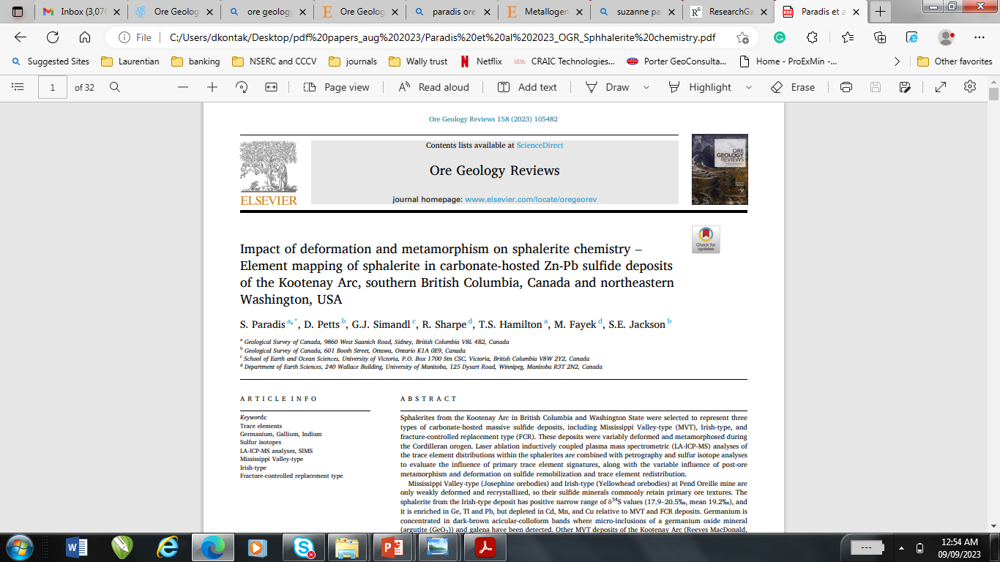 Inbox (3,07
Ore Geolog
ore geology
Ore Geolog
paradis ore
Metallogen
suzanne pa
R⁶
ResearchGa
PDF
Paradis et a
File
C:/Users/dkontak/Desktop/pdf%20papers_aug%202023/Paradis%20et%20al%202023_OGR_Sphhalerite%20chemistry.pdf
Suggested Sites
Laurentian
banking
NSERC and CCCV
journals
Wally trust
Netflix
CRAIC Technologies...
Porter GeoConsulta...
Home - ProExMin -...
Other favorites
1 of 32
Page view
Read aloud
Add text
Draw
Highlight
Erase
Ore Geology Reviews 158 (2023) 105482
Contents lists available at ScienceDirect
Ore Geology Reviews
journal homepage: www.elsevier.com/locate/oregeorev
ELSEVIER
ORE
GEOLOGY
REVIEWS
Check for
updates
Impact of deformation and metamorphism on sphalerite chemistry –
Element mapping of sphalerite in carbonate-hosted Zn-Pb sulfide deposits
of the Kootenay Arc, southern British Columbia, Canada and northeastern
Washington, USA
S. Paradis a,*, D. Petts b, G.J. Simandl c, R. Sharpe d, T.S. Hamilton a, M. Fayek d, S.E. Jackson b
a Geological Survey of Canada, 9860 West Saanich Road, Sidney, British Columbia V8L 4B2, Canada
b Geological Survey of Canada, 601 Booth Street, Ottawa, Ontario K1A 0E9, Canada
c School of Earth and Ocean Sciences, University of Victoria, P.O. Box 1700 Stn CSC, Victoria, British Columbia V8W 2Y2, Canada
d Department of Earth Sciences, 240 Wallace Building, University of Manitoba, 125 Dysart Road, Winnipeg, Manitoba R3T 2N2, Canada
ARTICLE INFO
Keywords:
Trace elements
Germanium, Gallium, Indium
Sulfur isotopes
LA-ICP-MS analyses, SIMS
Mississippi Valley-type
Irish-type
Fracture-controlled replacement type
ABSTRACT
Sphalerites from the Kootenay Arc in British Columbia and Washington State were selected to represent three
types of carbonate-hosted massive sulfide deposits, including Mississippi Valley-type (MVT), Irish-type, and
fracture-controlled replacement type (FCR). These deposits were variably deformed and metamorphosed during
the Cordilleran orogen. Laser ablation inductively coupled plasma mass spectrometric (LA-ICP-MS) analyses of
the trace element distributions within the sphalerites are combined with petrography and sulfur isotope analyses
to evaluate the influence of primary trace element signatures, along with the variable influence of post-ore
metamorphism and deformation on sulfide remobilization and trace element redistribution.
Mississippi Valley-type (Josephine orebodies) and Irish-type (Yellowhead orebodies) at Pend Oreille mine are
only weakly deformed and recrystallized, so their sulfide minerals commonly retain primary ore textures. The
sphalerite from the Irish-type deposit has positive narrow range of δ³⁴S values (17.9–20.5‰, mean 19.2‰), and
it is enriched in Ge, Tl and Pb, but depleted in Cd, Mn, and Cu relative to MVT and FCR deposits. Germanium is
concentrated in dark-brown acicular-colloform bands where micro-inclusions of a germanium oxide mineral
(argutite (GeO₂)) and galena have been detected. Other MVT deposits of the Kootenay Arc (Reeves MacDonald,
12:54 AM
09/09/2023